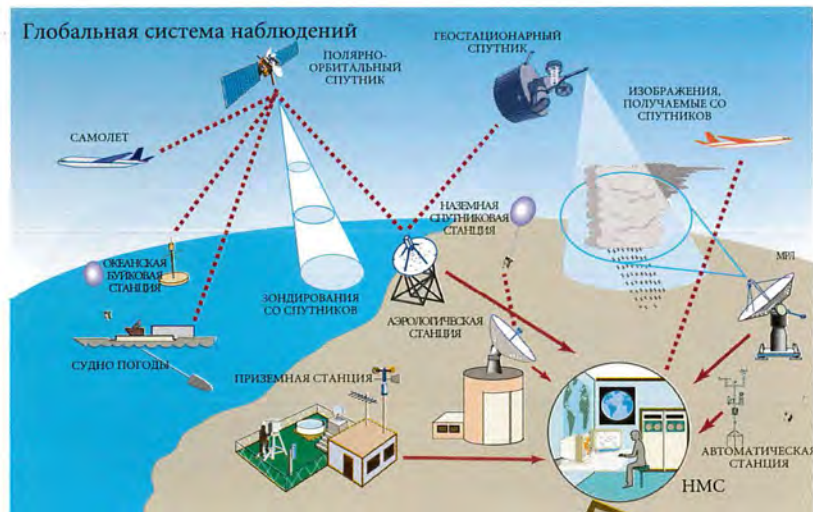 Глобальная система наблюдений
ПОЛЯРНО-
ОРБИТАЛЬНЫЙ
СПУТНИК
ГЕОСТАЦИОНАРНЫЙ
СПУТНИК
ИЗОБРАЖЕНИЯ,
ПОЛУЧАЕМЫЕ СО
СПУТНИКОВ
САМОЛЕТ
НАЗЕМНАЯ
СПУТНИКОВАЯ
СТАНЦИЯ
ОКЕАНСКАЯ
БУЙКОВАЯ
СТАНЦИЯ
МРЛ
ЗОНДИРОВАНИЯ
СО СПУТНИКОВ
АЭРОЛОГИЧЕСКАЯ
СТАНЦИЯ
СУДНО ПОГОДЫ
ПРИЗЕМНАЯ СТАНЦИЯ
АВТОМАТИЧЕСКАЯ
СТАНЦИЯ
НМС